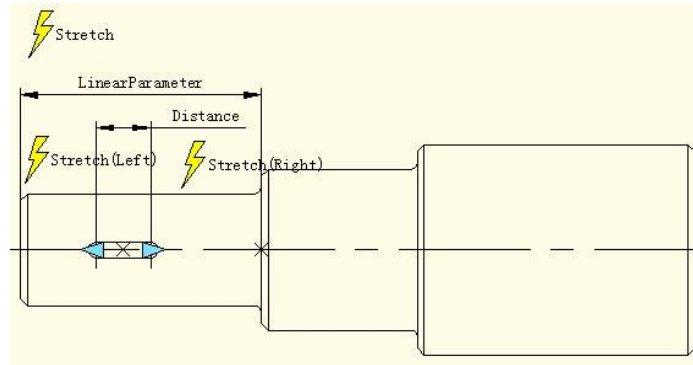 Stretch
LinearParameter
Distance
Stretch(Left)
Stretch(Right)